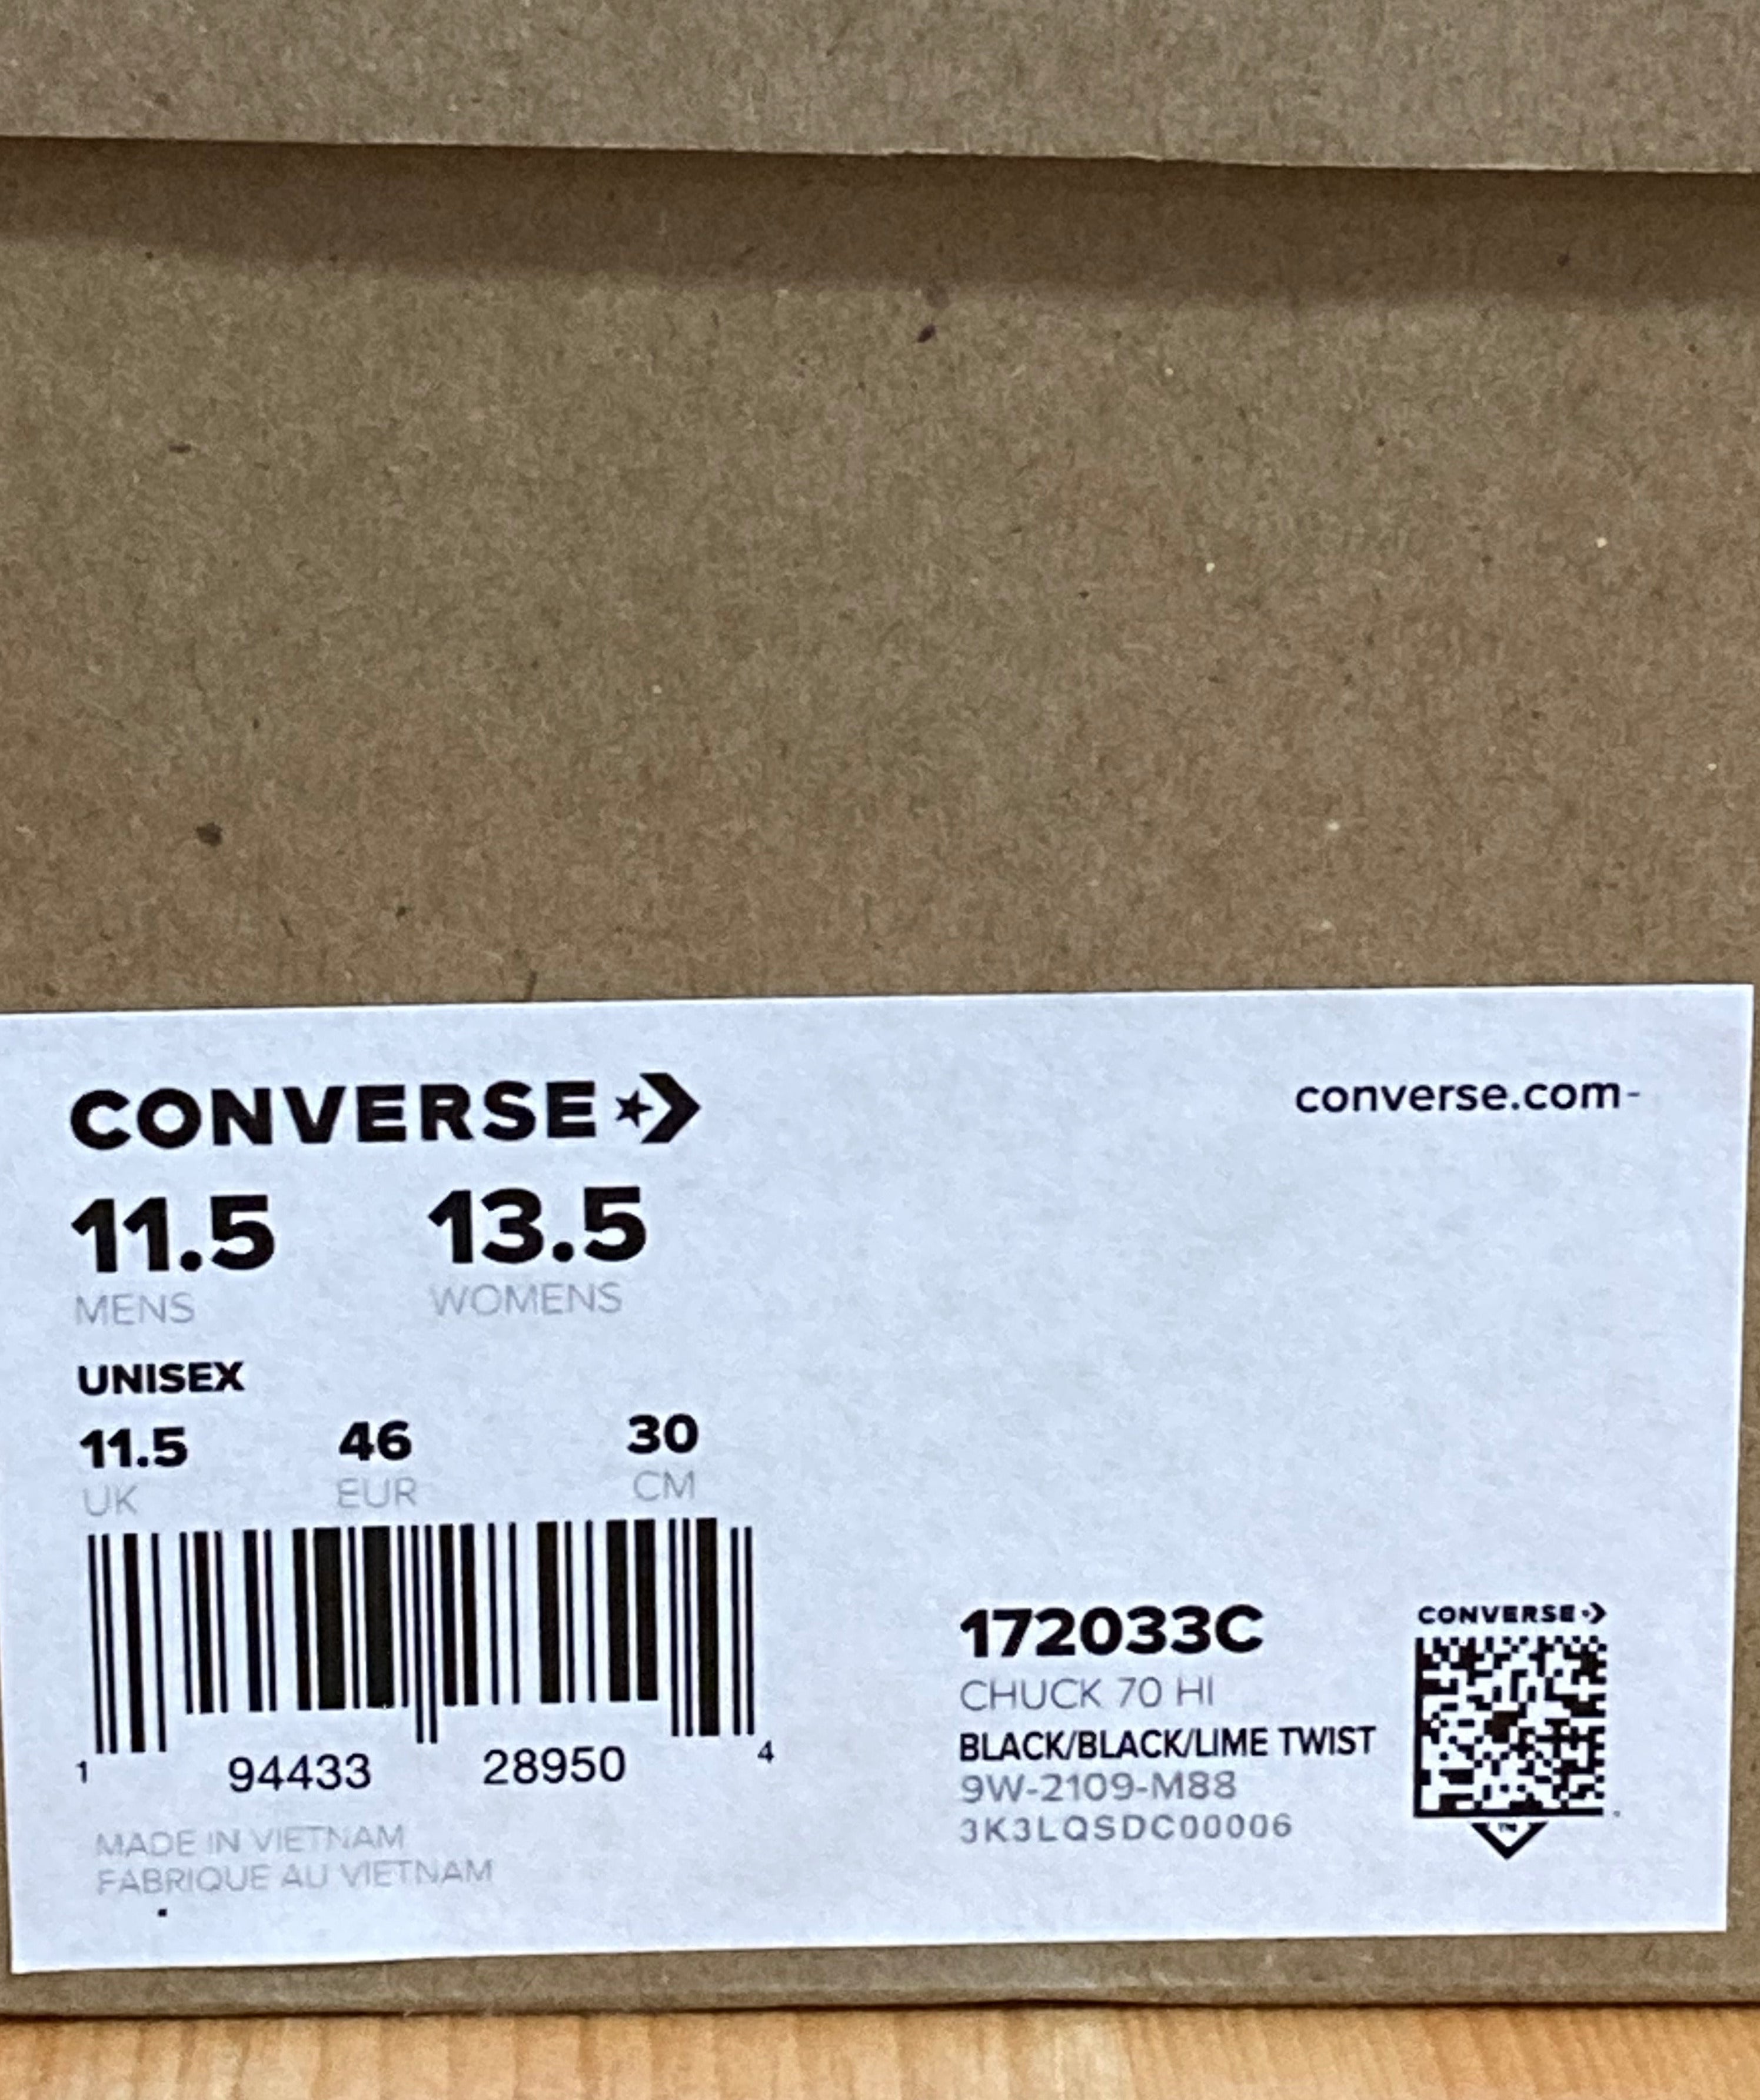 CONVERSE
converse.com-
11.5 13.5
MENS WOMENS
UNISEX
11.5 46 30
UK EUR CM
1 94433 28950 4
MADE IN VIETNAM
FABRIQUE AU VIETNAM
172033C
CHUCK 70 HI
BLACK/BLACK/LIME TWIST
9W-2109-M88
3K3LQSDC00006
CONVERSE
TM